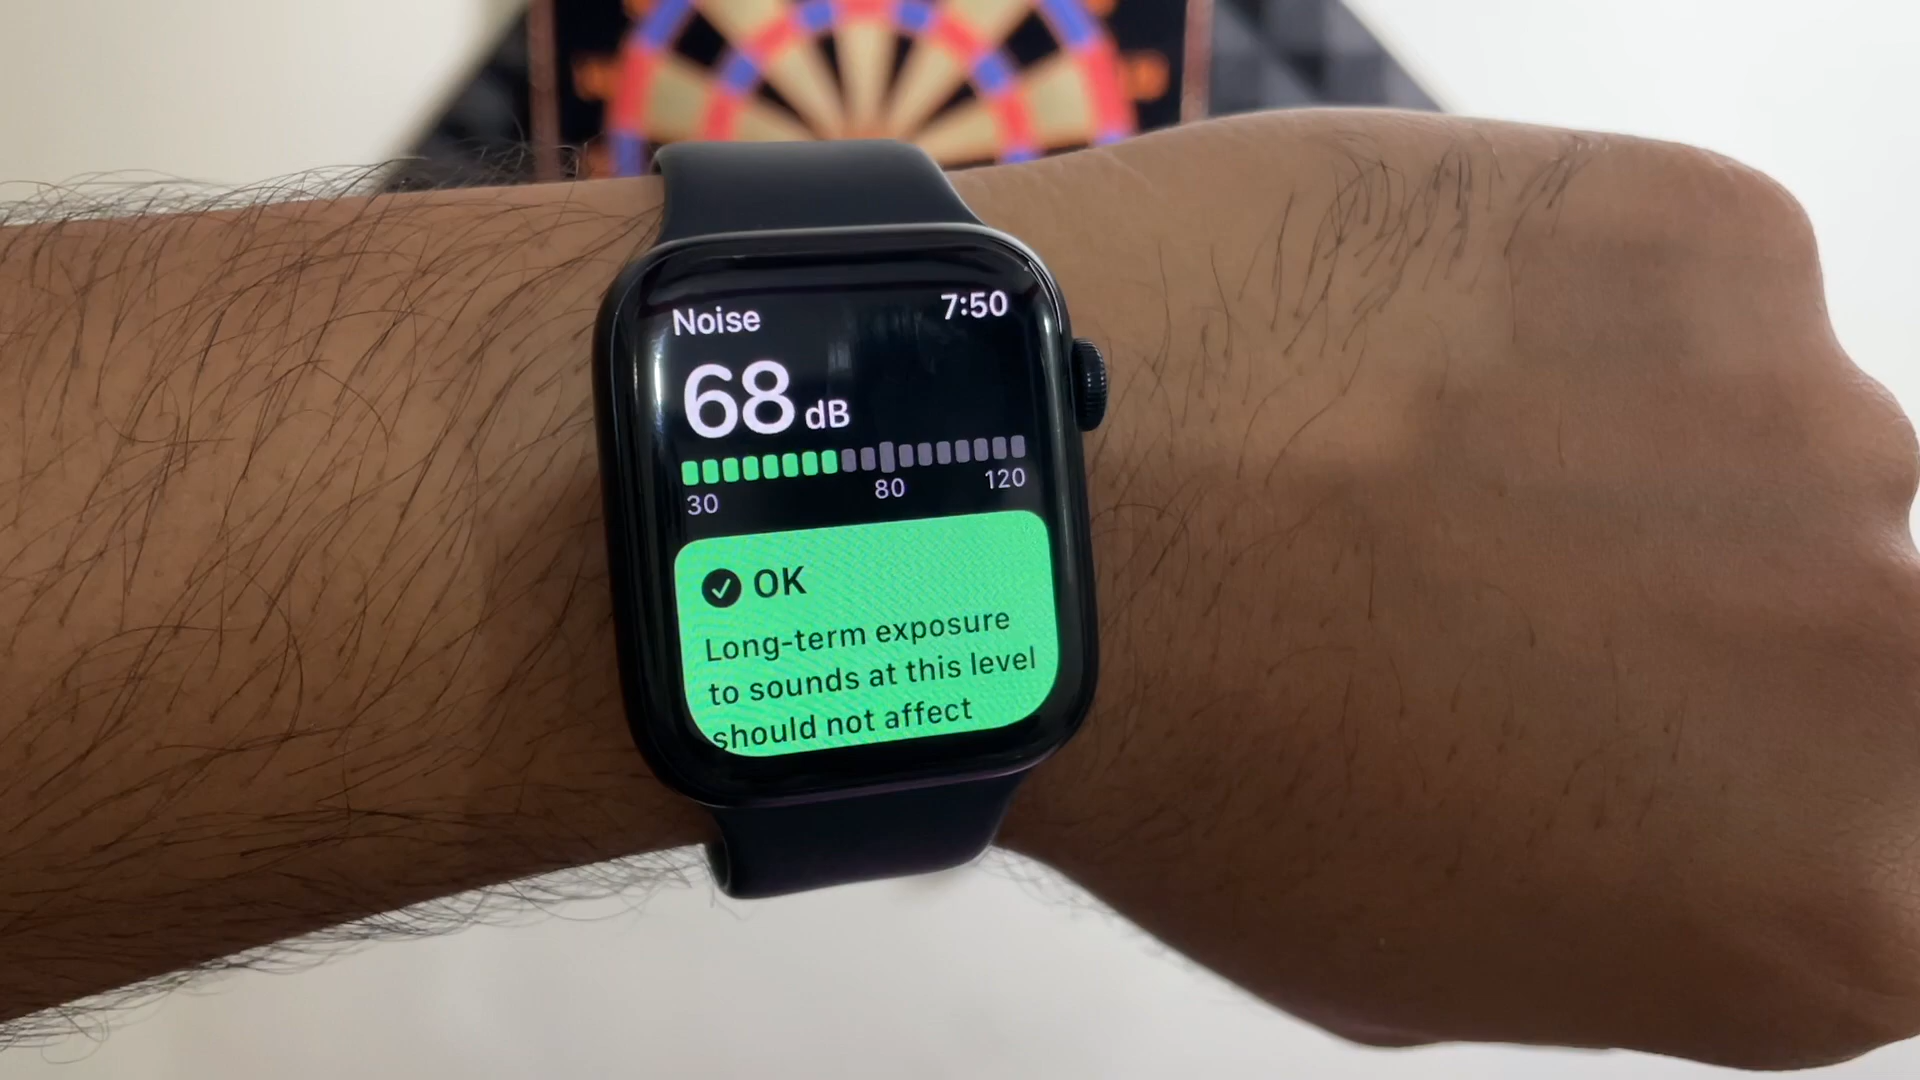 Noise 7:50
68 dB
30 80 120
OK
Long-term exposure
to sounds at this level
should not affect